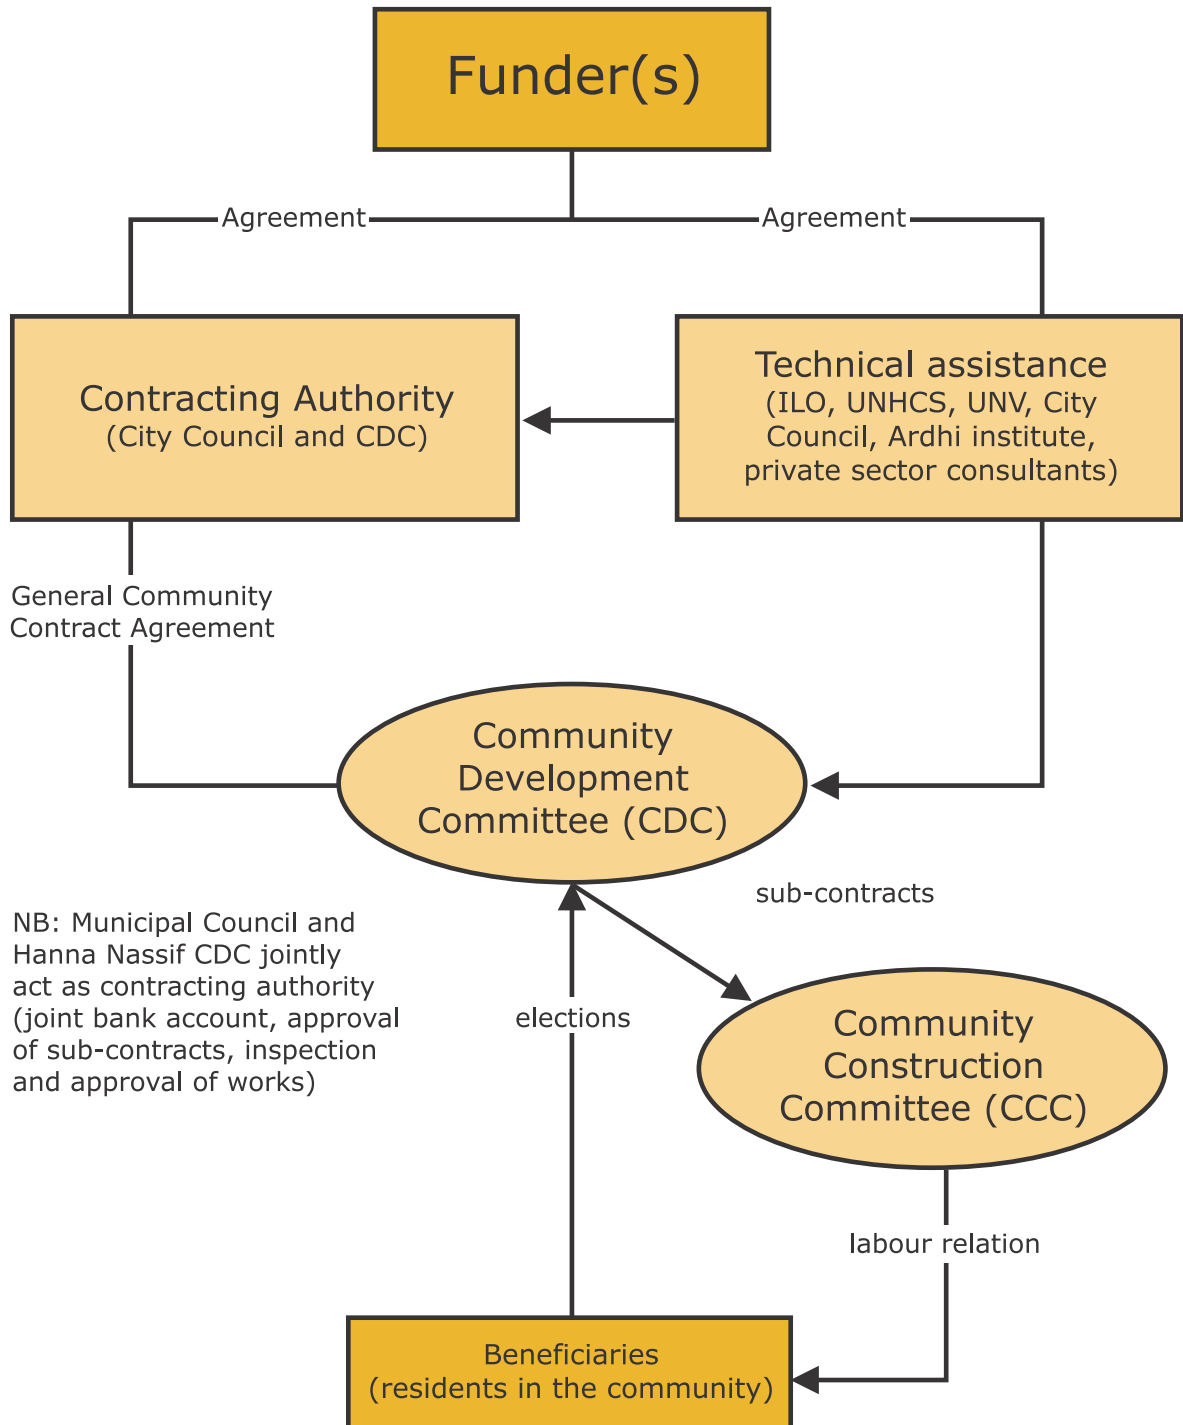 Funder(s)
Agreement
Agreement
Contracting Authority
(City Council and CDC)
Technical assistance
(ILO, UNHCS, UNV, City
Council, Ardhi institute,
private sector consultants)
General Community
Contract Agreement
Community
Development
Committee (CDC)
sub-contracts
NB: Municipal Council and
Hanna Nassif CDC jointly
act as contracting authority
(joint bank account, approval
of sub-contracts, inspection
and approval of works)
elections
Community
Construction
Committee (CCC)
labour relation
Beneficiaries
(residents in the community)